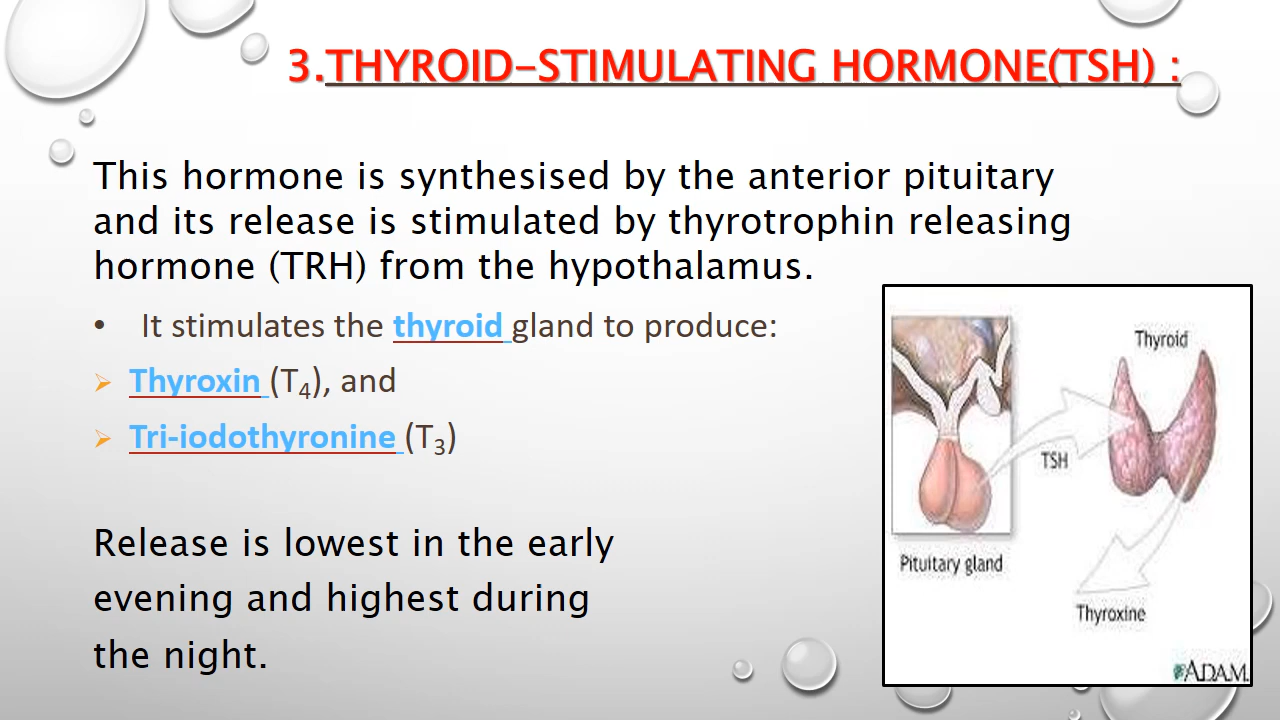 3.THYROID-STIMULATING HORMONE(TSH) :
This hormone is synthesised by the anterior pituitary
and its release is stimulated by thyrotrophin releasing
hormone (TRH) from the hypothalamus.
• It stimulates the thyroid gland to produce:
➢ Thyroxin (T₄), and
➢ Tri-iodothyronine (T₃)
Release is lowest in the early
evening and highest during
the night.
Thyroid
TSH
Pituitary gland
Thyroxine
ADAM.